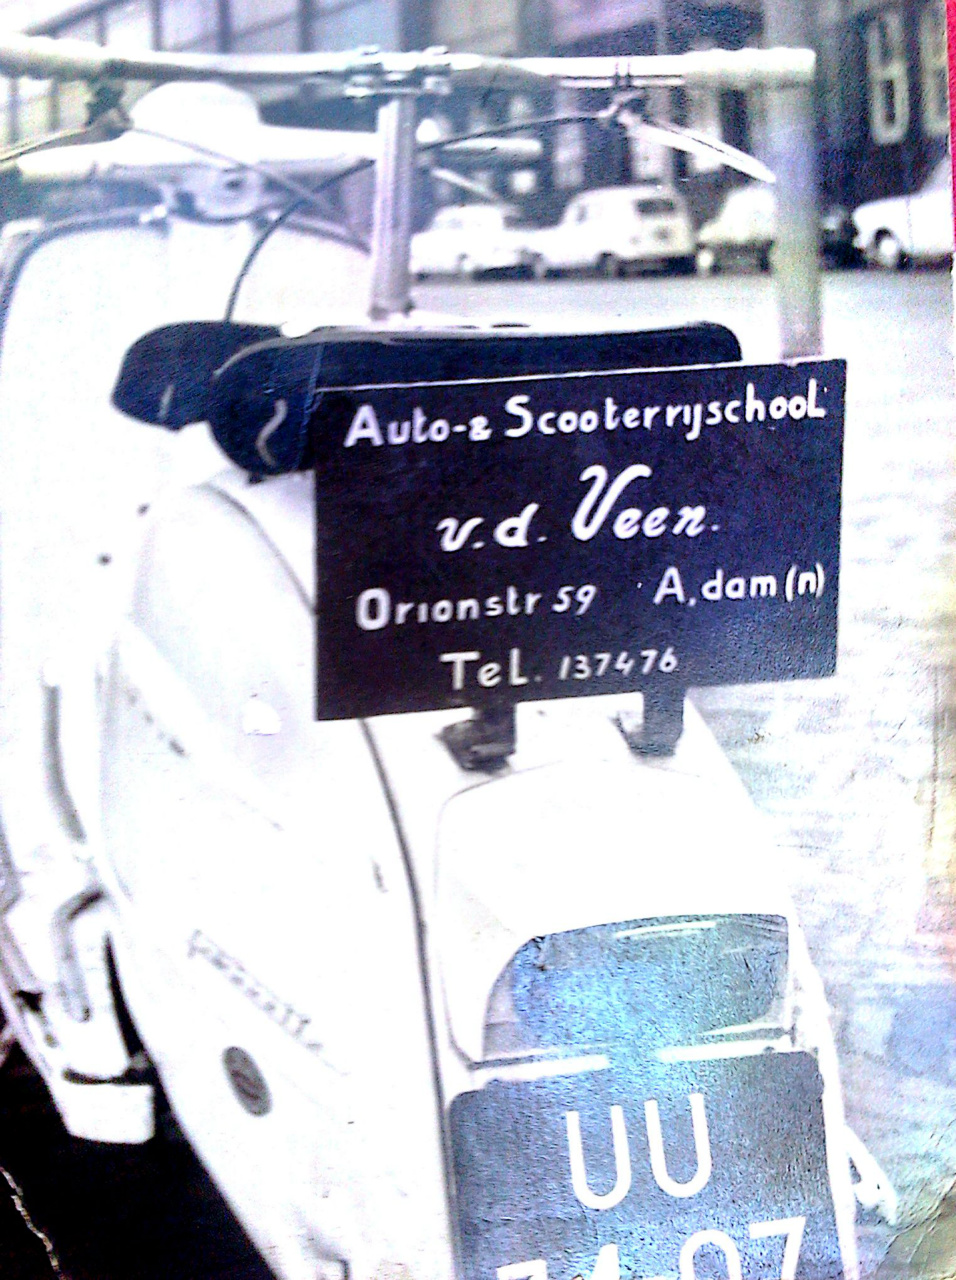 Auto-& Scooterrijschool
v.d. Veen.
Orionstr 59 A,dam (n)
Tel. 137476
UU